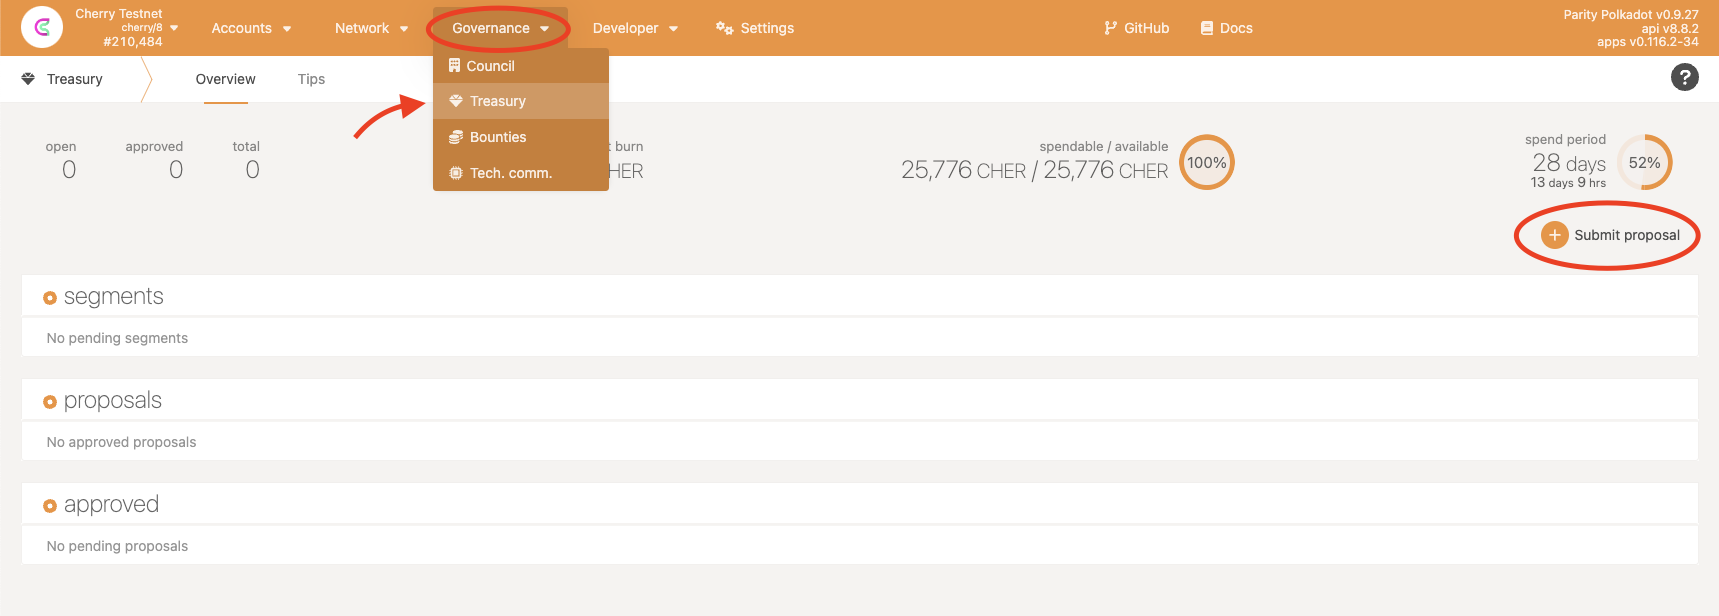 Cherry Testnet
cherry/8
#210,484
Accounts
Network
Governance
Developer
Settings
GitHub
Docs
Parity Polkadot v0.9.27
api v8.8.2
apps v0.116.2-34
Treasury
Overview
Tips
Council
Treasury
Bounties
Tech. comm.
open
0
approved
0
total
0
burn
spendable / available
25,776 CHER / 25,776 CHER
100%
spend period
28 days
13 days 9 hrs
52%
Submit proposal
segments
No pending segments
proposals
No approved proposals
approved
No pending proposals